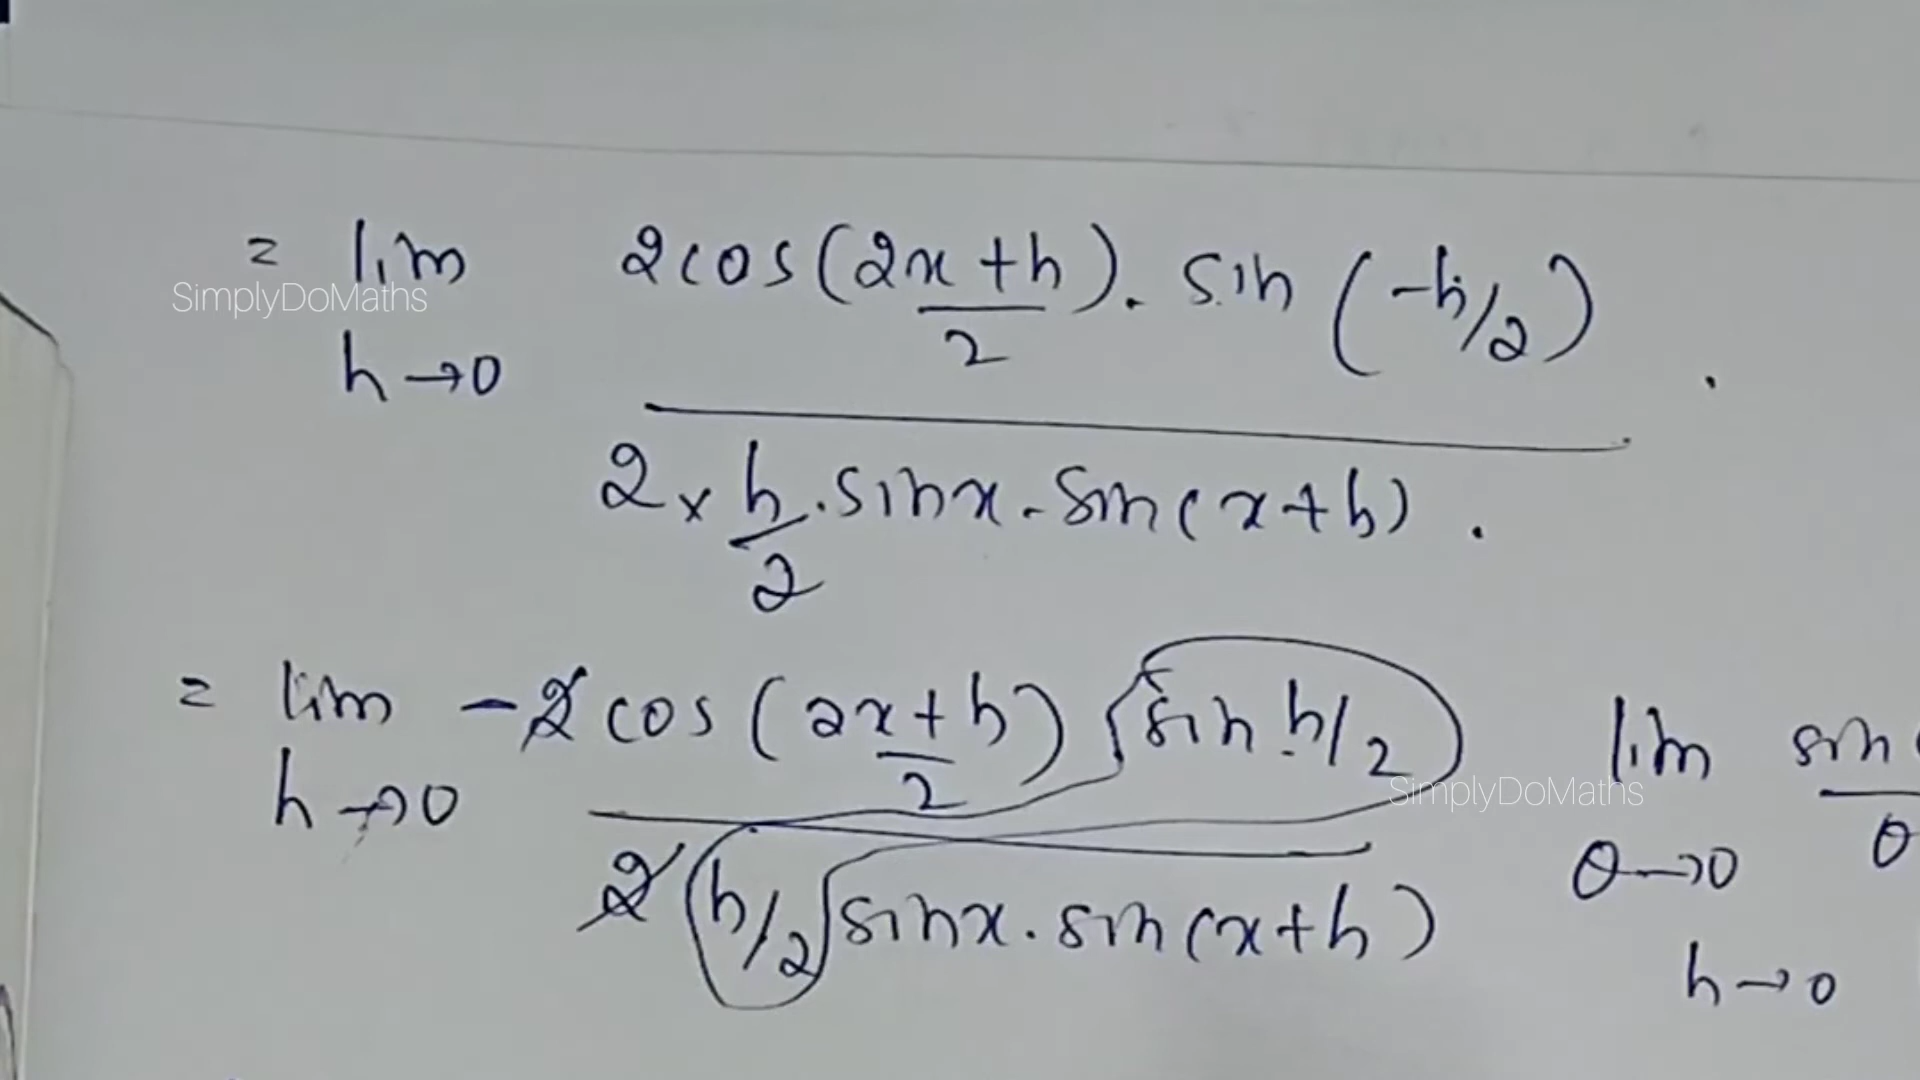 = lim 2cos(2x+h). sin(-h/2) .
SimplyDoMaths
h→0 2
2×h.sinx.sin(x+h).
2
= lim -2cos(2x+h) sin h/2 lim sin
2
SimplyDoMaths
h→0 θ→0 θ
2(h/2)sinx.sin(x+h)
h→0